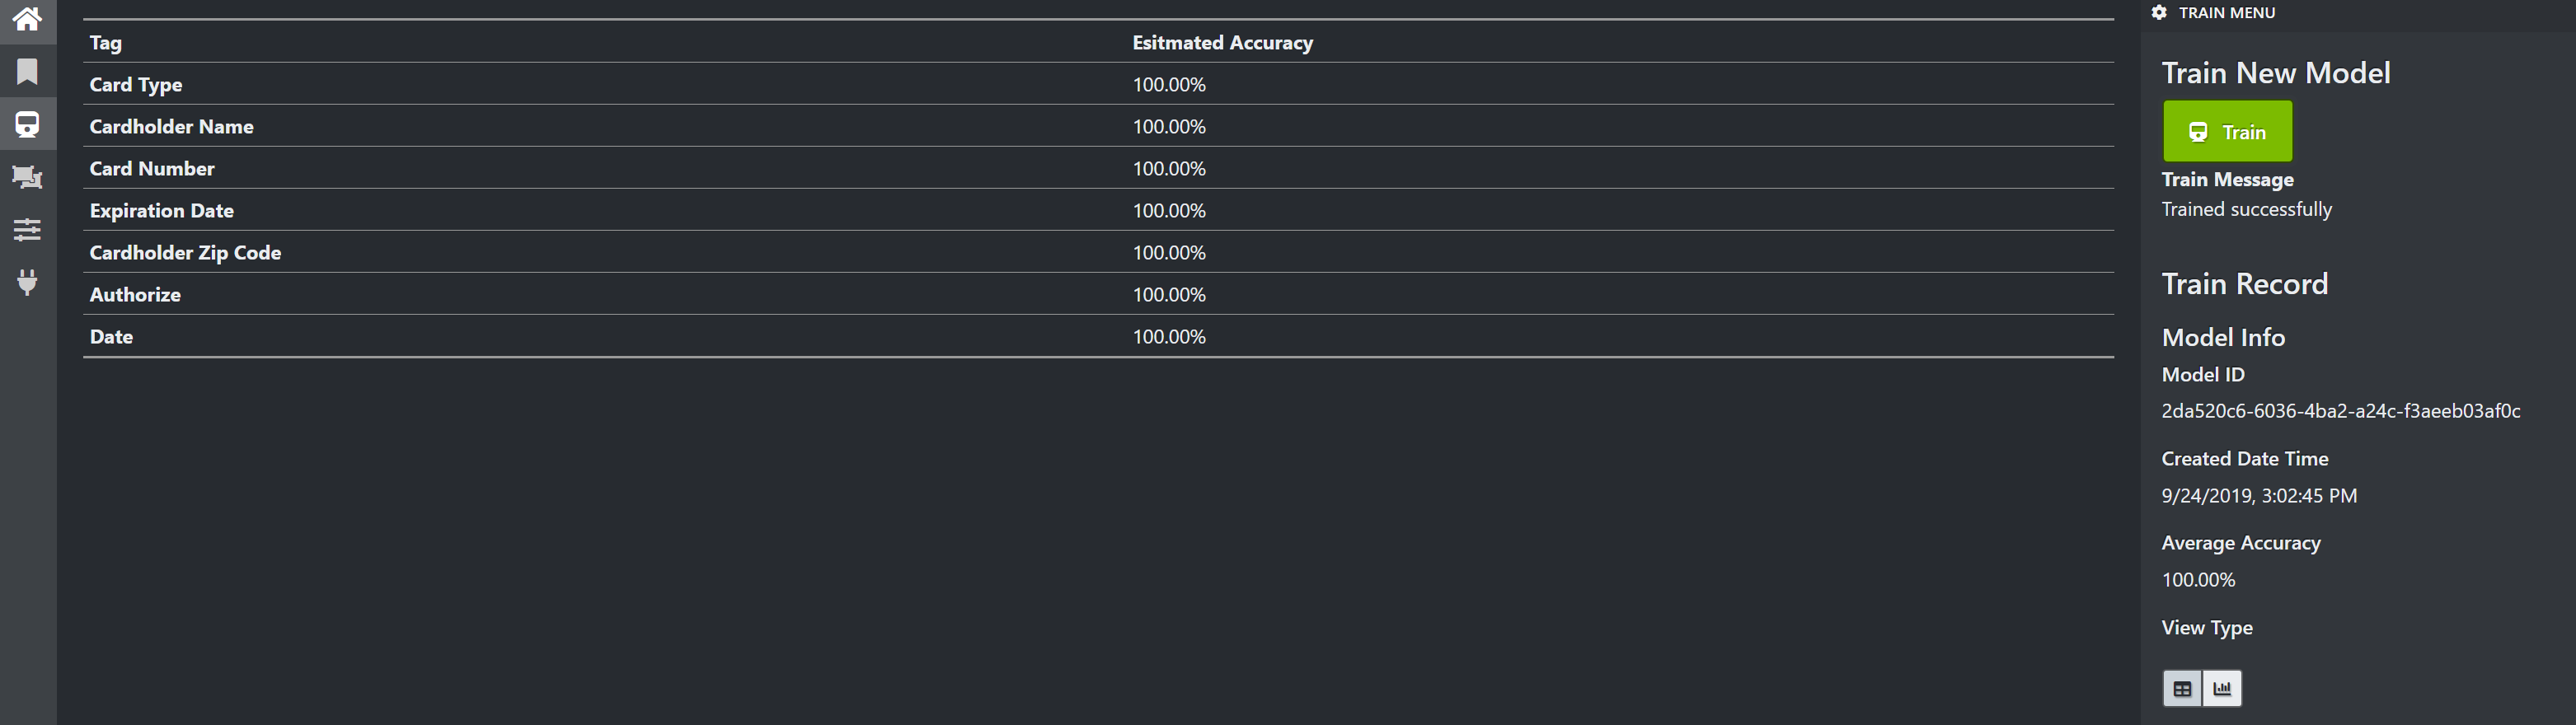 Tag Esitmated Accuracy
Card Type 100.00%
Cardholder Name 100.00%
Card Number 100.00%
Expiration Date 100.00%
Cardholder Zip Code 100.00%
Authorize 100.00%
Date 100.00%
TRAIN MENU
Train New Model
Train
Train Message
Trained successfully
Train Record
Model Info
Model ID
2da520c6-6036-4ba2-a24c-f3aeeb03af0c
Created Date Time
9/24/2019, 3:02:45 PM
Average Accuracy
100.00%
View Type